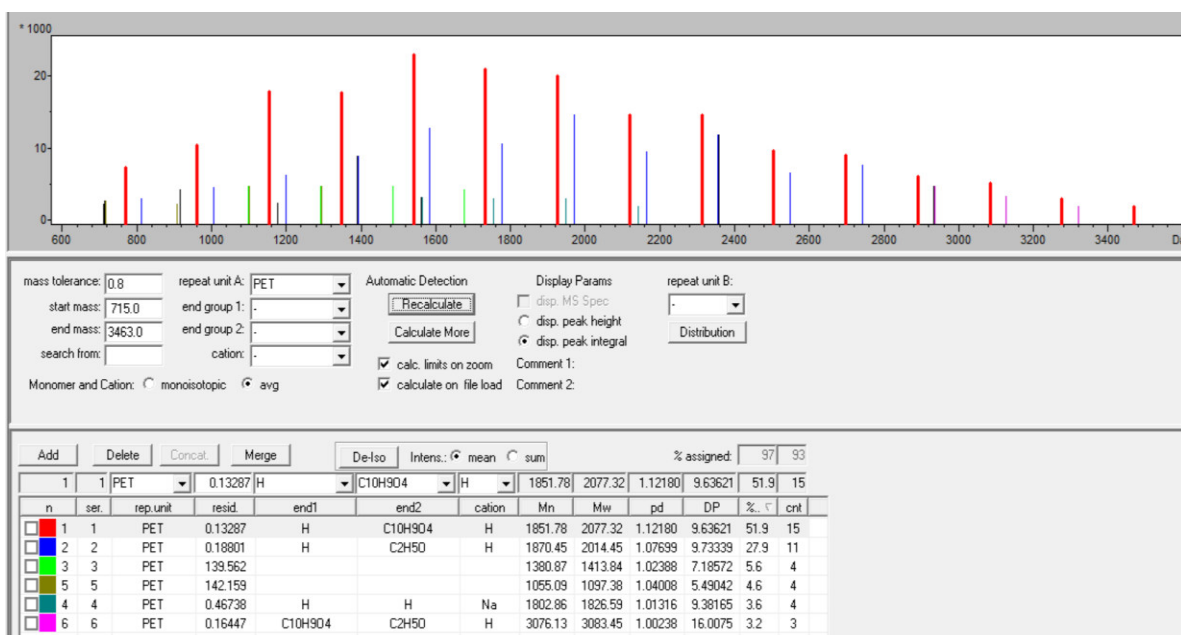 * 1000
20
10
0
600 800 1000 1200 1400 1600 1800 2000 2200 2400 2600 2800 3000 3200 3400
mass tolerance: 0.8 repeat unit A: PET Automatic Detection Display Params repeat unit B:
start mass: 715.0 end group 1: - Recalculate disp. MS Spec -
end mass: 3463.0 end group 2: - Calculate More disp. peak height Distribution
search from: cation: - disp. peak integral
calc. limits on zoom Comment 1:
Monomer and Cation: monoisotopic avg calculate on file load Comment 2:
Add Delete Concat. Merge De-Iso Intens.: mean sum % assigned: 97 93
1 1 PET 0.13287 H C10H9O4 H 1851.78 2077.32 1.12180 9.63621 51.9 15
n ser. rep.unit resid. end1 end2 cation Mn Mw pd DP %.. cnt
1 1 PET 0.13287 H C10H9O4 H 1851.78 2077.32 1.12180 9.63621 51.9 15
2 2 PET 0.18801 H C2H5O H 1870.45 2014.45 1.07699 9.73339 27.9 11
3 3 PET 139.562 1380.87 1413.84 1.02388 7.18572 5.6 4
5 5 PET 142.159 1055.09 1097.38 1.04008 5.49042 4.6 4
4 4 PET 0.46738 H H Na 1802.86 1826.59 1.01316 9.38165 3.6 4
6 6 PET 0.16447 C10H9O4 C2H5O H 3076.13 3083.45 1.00238 16.0075 3.2 3